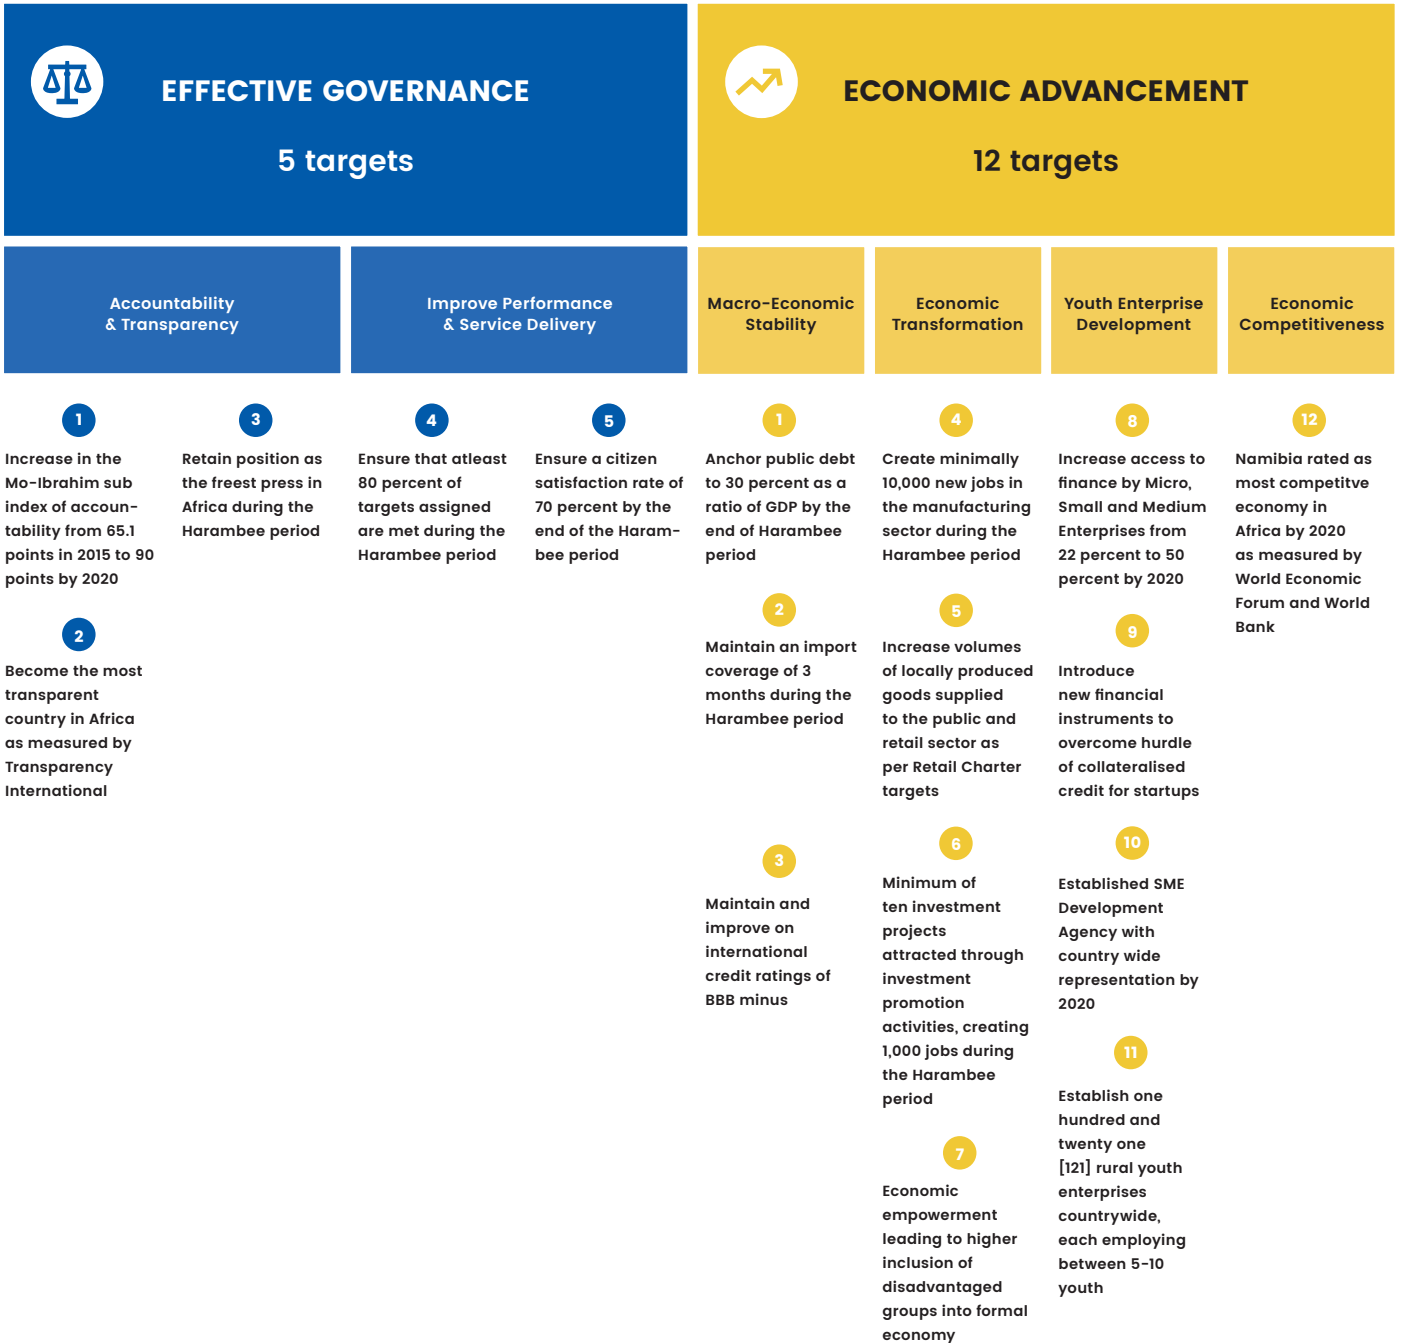 EFFECTIVE GOVERNANCE
5 targets
ECONOMIC ADVANCEMENT
12 targets
Accountability
& Transparency
Improve Performance
& Service Delivery
Macro-Economic
Stability
Economic
Transformation
Youth Enterprise
Development
Economic
Competitiveness
1
Increase in the
Mo-Ibrahim sub
index of accoun-
tability from 65.1
points in 2015 to 90
points by 2020
2
Become the most
transparent
country in Africa
as measured by
Transparency
International
3
Retain position as
the freest press in
Africa during the
Harambee period
4
Ensure that atleast
80 percent of
targets assigned
are met during the
Harambee period
5
Ensure a citizen
satisfaction rate of
70 percent by the
end of the Haram-
bee period
1
Anchor public debt
to 30 percent as a
ratio of GDP by the
end of Harambee
period
2
Maintain an import
coverage of 3
months during the
Harambee period
3
Maintain and
improve on
international
credit ratings of
BBB minus
4
Create minimally
10,000 new jobs in
the manufacturing
sector during the
Harambee period
5
Increase volumes
of locally produced
goods supplied
to the public and
retail sector as
per Retail Charter
targets
6
Minimum of
ten investment
projects
attracted through
investment
promotion
activities, creating
1,000 jobs during
the Harambee
period
7
Economic
empowerment
leading to higher
inclusion of
disadvantaged
groups into formal
economy
8
Increase access to
finance by Micro,
Small and Medium
Enterprises from
22 percent to 50
percent by 2020
9
Introduce
new financial
instruments to
overcome hurdle
of collateralised
credit for startups
10
Established SME
Development
Agency with
country wide
representation by
2020
11
Establish one
hundred and
twenty one
[121] rural youth
enterprises
countrywide,
each employing
between 5-10
youth
12
Namibia rated as
most competitve
economy in
Africa by 2020
as measured by
World Economic
Forum and World
Bank